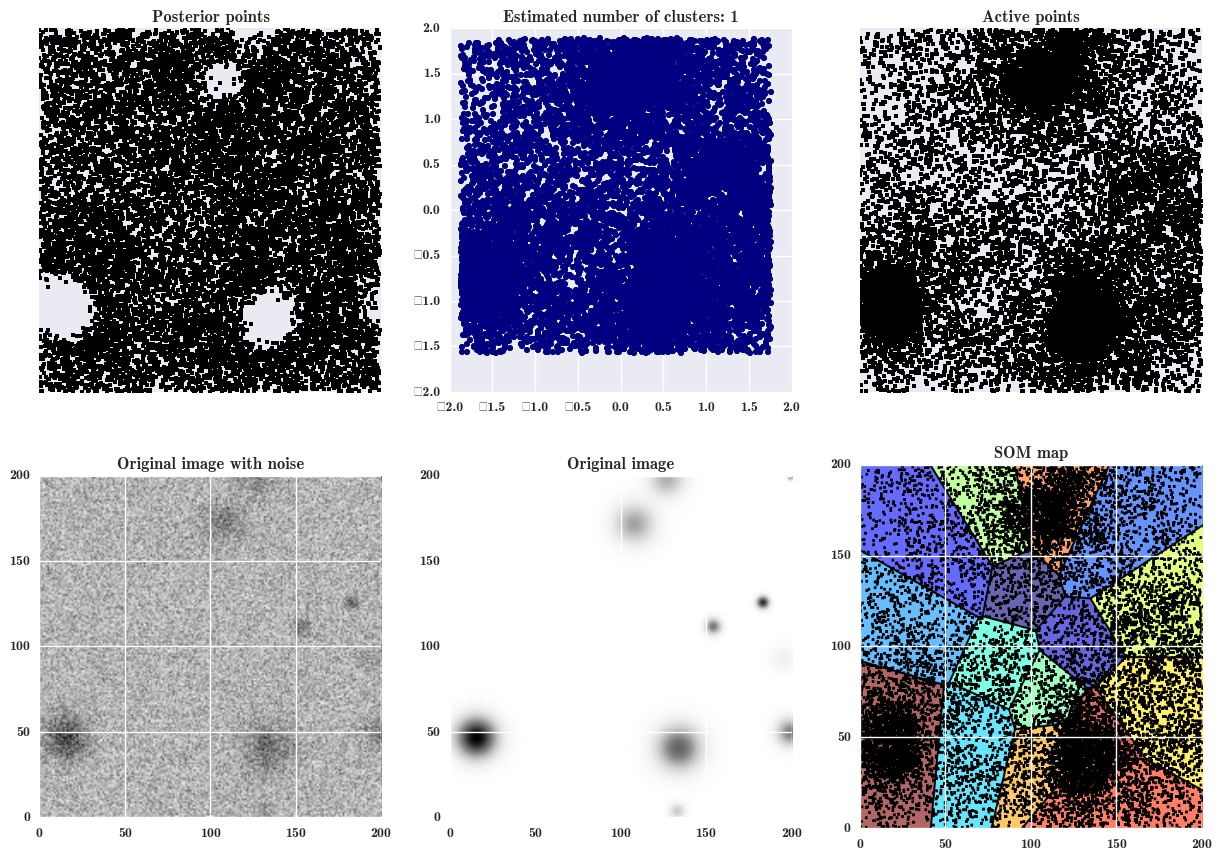 Posterior points
Estimated number of clusters: 1
Active points
2.0
1.5
1.0
0.5
0.0
□0.5
□1.0
□1.5
□2.0
□2.0 □1.5 □1.0 □0.5 0.0 0.5 1.0 1.5 2.0
Original image with noise
Original image
SOM map
200
150
100
50
0
0 50 100 150 200
200
150
100
50
0
0 50 100 150 200
200
150
100
50
0
0 50 100 150 200